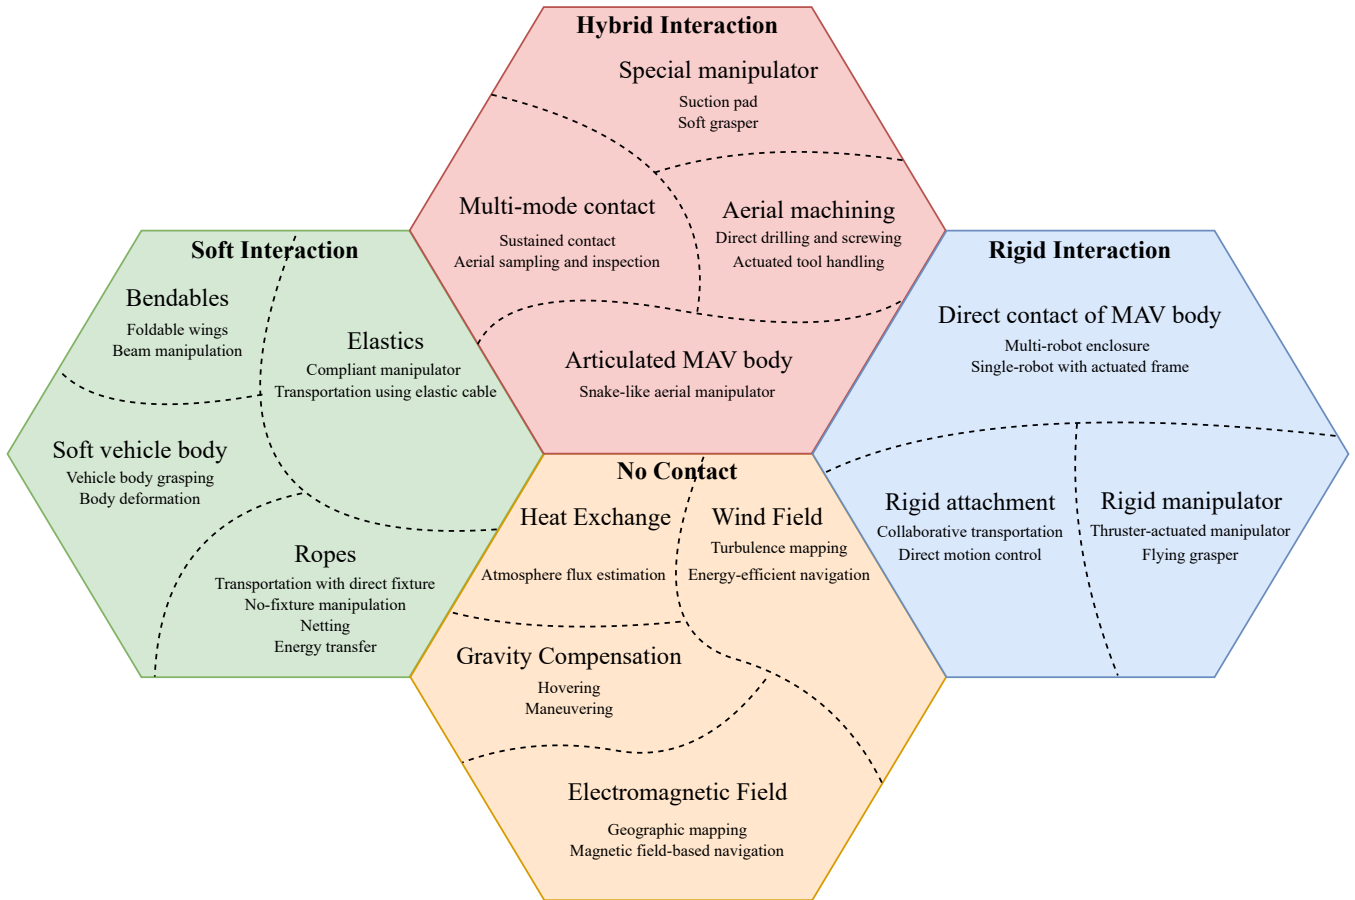 Hybrid Interaction
Special manipulator
Suction pad
Soft grasper
Multi-mode contact
Sustained contact
Aerial sampling and inspection
Aerial machining
Direct drilling and screwing
Actuated tool handling
Articulated MAV body
Snake-like aerial manipulator
Soft Interaction
Bendables
Foldable wings
Beam manipulation
Elastics
Compliant manipulator
Transportation using elastic cable
Soft vehicle body
Vehicle body grasping
Body deformation
Ropes
Transportation with direct fixture
No-fixture manipulation
Netting
Energy transfer
Rigid Interaction
Direct contact of MAV body
Multi-robot enclosure
Single-robot with actuated frame
Rigid attachment
Collaborative transportation
Direct motion control
Rigid manipulator
Thruster-actuated manipulator
Flying grasper
No Contact
Heat Exchange
Atmosphere flux estimation
Wind Field
Turbulence mapping
Energy-efficient navigation
Gravity Compensation
Hovering
Maneuvering
Electromagnetic Field
Geographic mapping
Magnetic field-based navigation